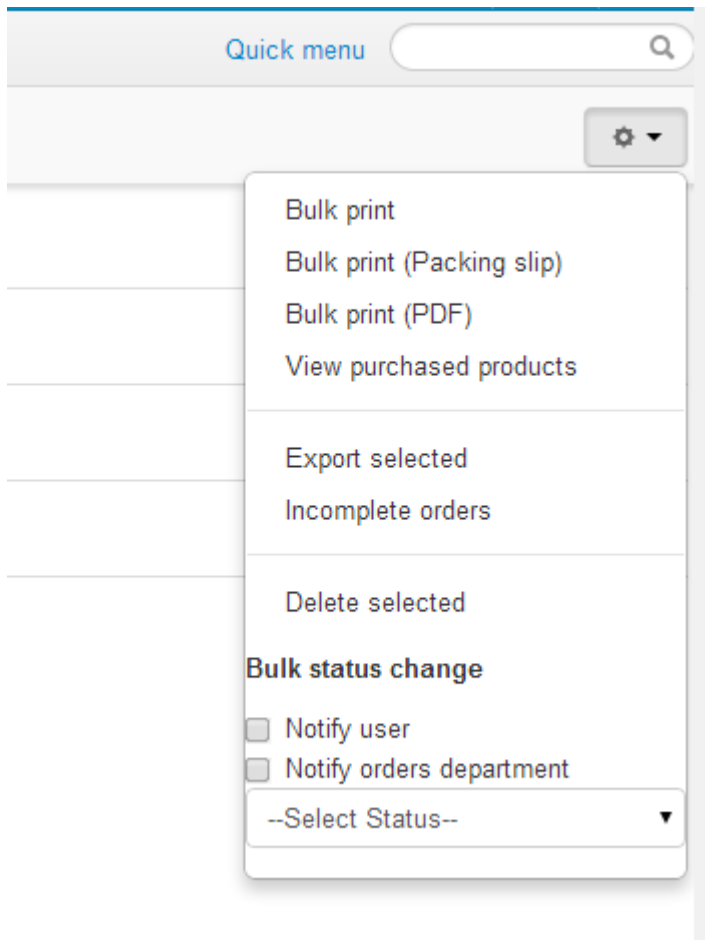 Quick menu
Bulk print
Bulk print (Packing slip)
Bulk print (PDF)
View purchased products
Export selected
Incomplete orders
Delete selected
Bulk status change
Notify user
Notify orders department
--Select Status--